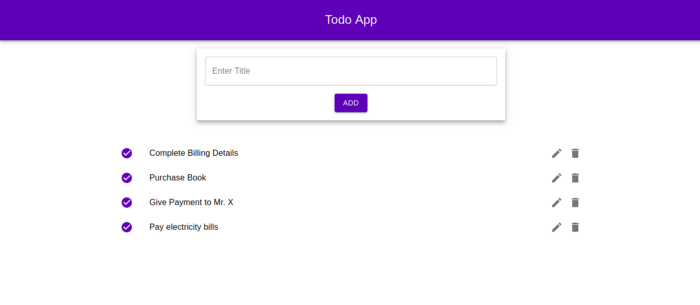 Todo App
Enter Title
ADD
Complete Billing Details
Purchase Book
Give Payment to Mr. X
Pay electricity bills